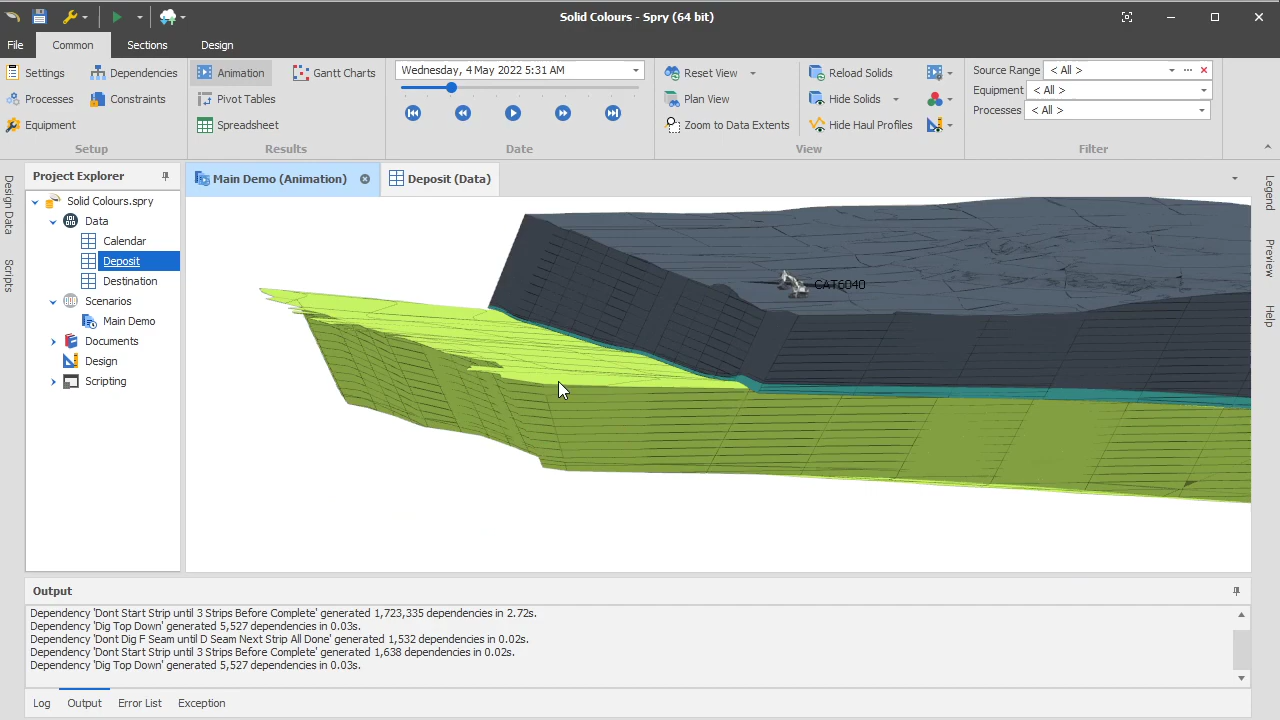 Solid Colours - Spry (64 bit)
File
Common
Sections
Design
Settings
Dependencies
Animation
Gantt Charts
Wednesday, 4 May 2022 5:31 AM
Reset View
Reload Solids
Source Range
< All >
Processes
Constraints
Pivot Tables
Plan View
Hide Solids
Equipment
< All >
Equipment
Spreadsheet
Zoom to Data Extents
Hide Haul Profiles
Processes
< All >
Setup
Results
Date
View
Filter
Design Data
Scripts
Project Explorer
Solid Colours.spry
Data
Calendar
Deposit
Destination
Scenarios
Main Demo
Documents
Design
Scripting
Main Demo (Animation)
Deposit (Data)
CAT6040
Legend
Preview
Help
Output
Dependency 'Dont Start Strip until 3 Strips Before Complete' generated 1,723,335 dependencies in 2.72s.
Dependency 'Dig Top Down' generated 5,527 dependencies in 0.03s.
Dependency 'Dont Dig F Seam until D Seam Next Strip All Done' generated 1,532 dependencies in 0.02s.
Dependency 'Dont Start Strip until 3 Strips Before Complete' generated 1,638 dependencies in 0.02s.
Dependency 'Dig Top Down' generated 5,527 dependencies in 0.03s.
Log
Output
Error List
Exception